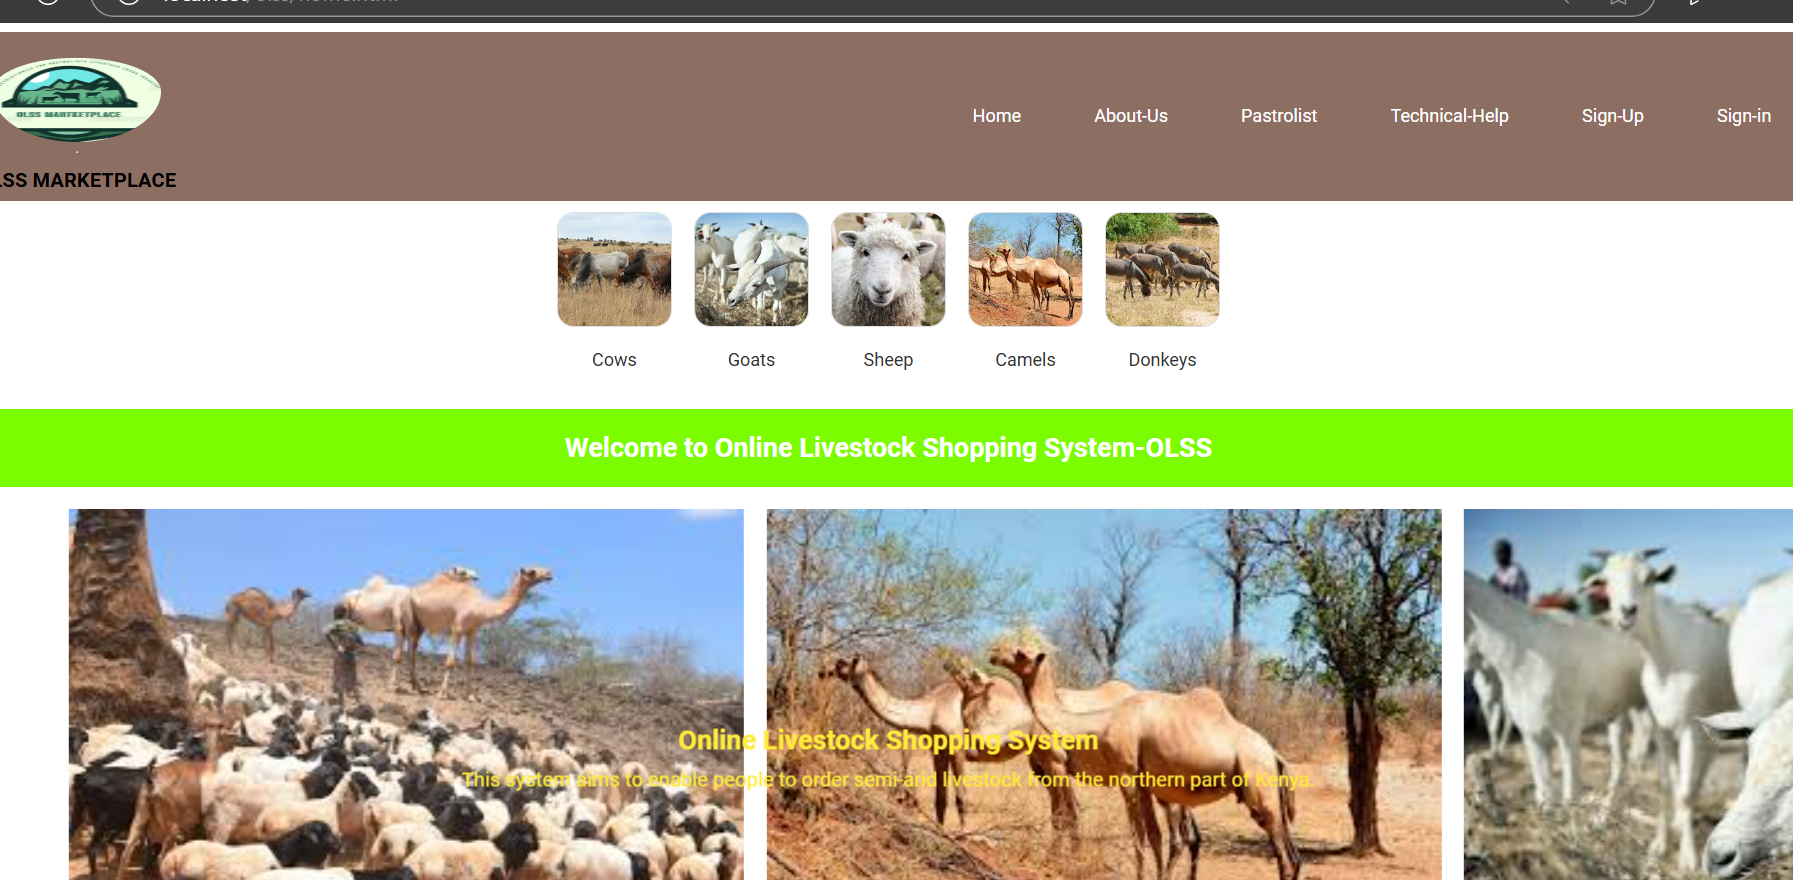 OLSS MARTKETPLACE
LSS MARKETPLACE
Home About-Us Pastrolist Technical-Help Sign-Up Sign-in
Cows Goats Sheep Camels Donkeys
Welcome to Online Livestock Shopping System-OLSS
Online Livestock Shopping System
This system aims to enable people to order semi-arid livestock from the northern part of Kenya.